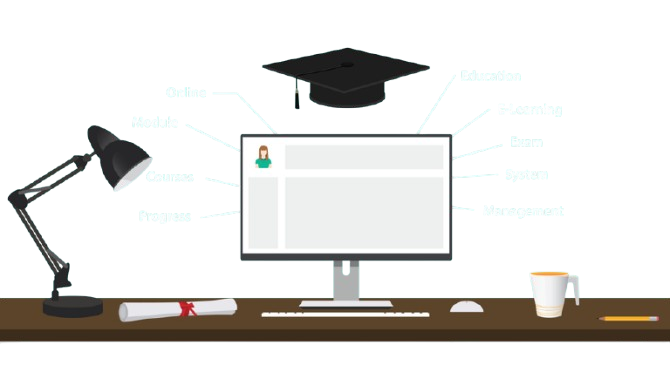 Online
Module
Courses
Progress
Education
E-Learning
Exam
System
Management